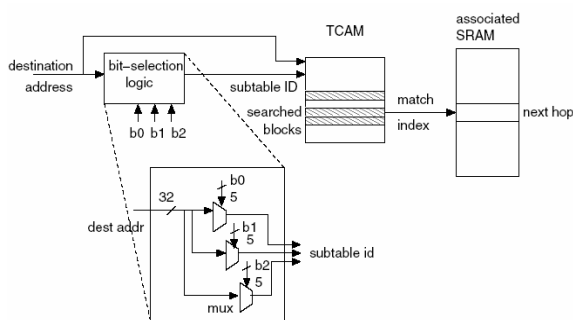 TCAM
associated
SRAM
destination
address
bit-selection
logic
subtable ID
b0 b1 b2
searched
blocks
match
index
next hop
32
dest addr
b0
5
b1
5
b2
5
mux
subtable id